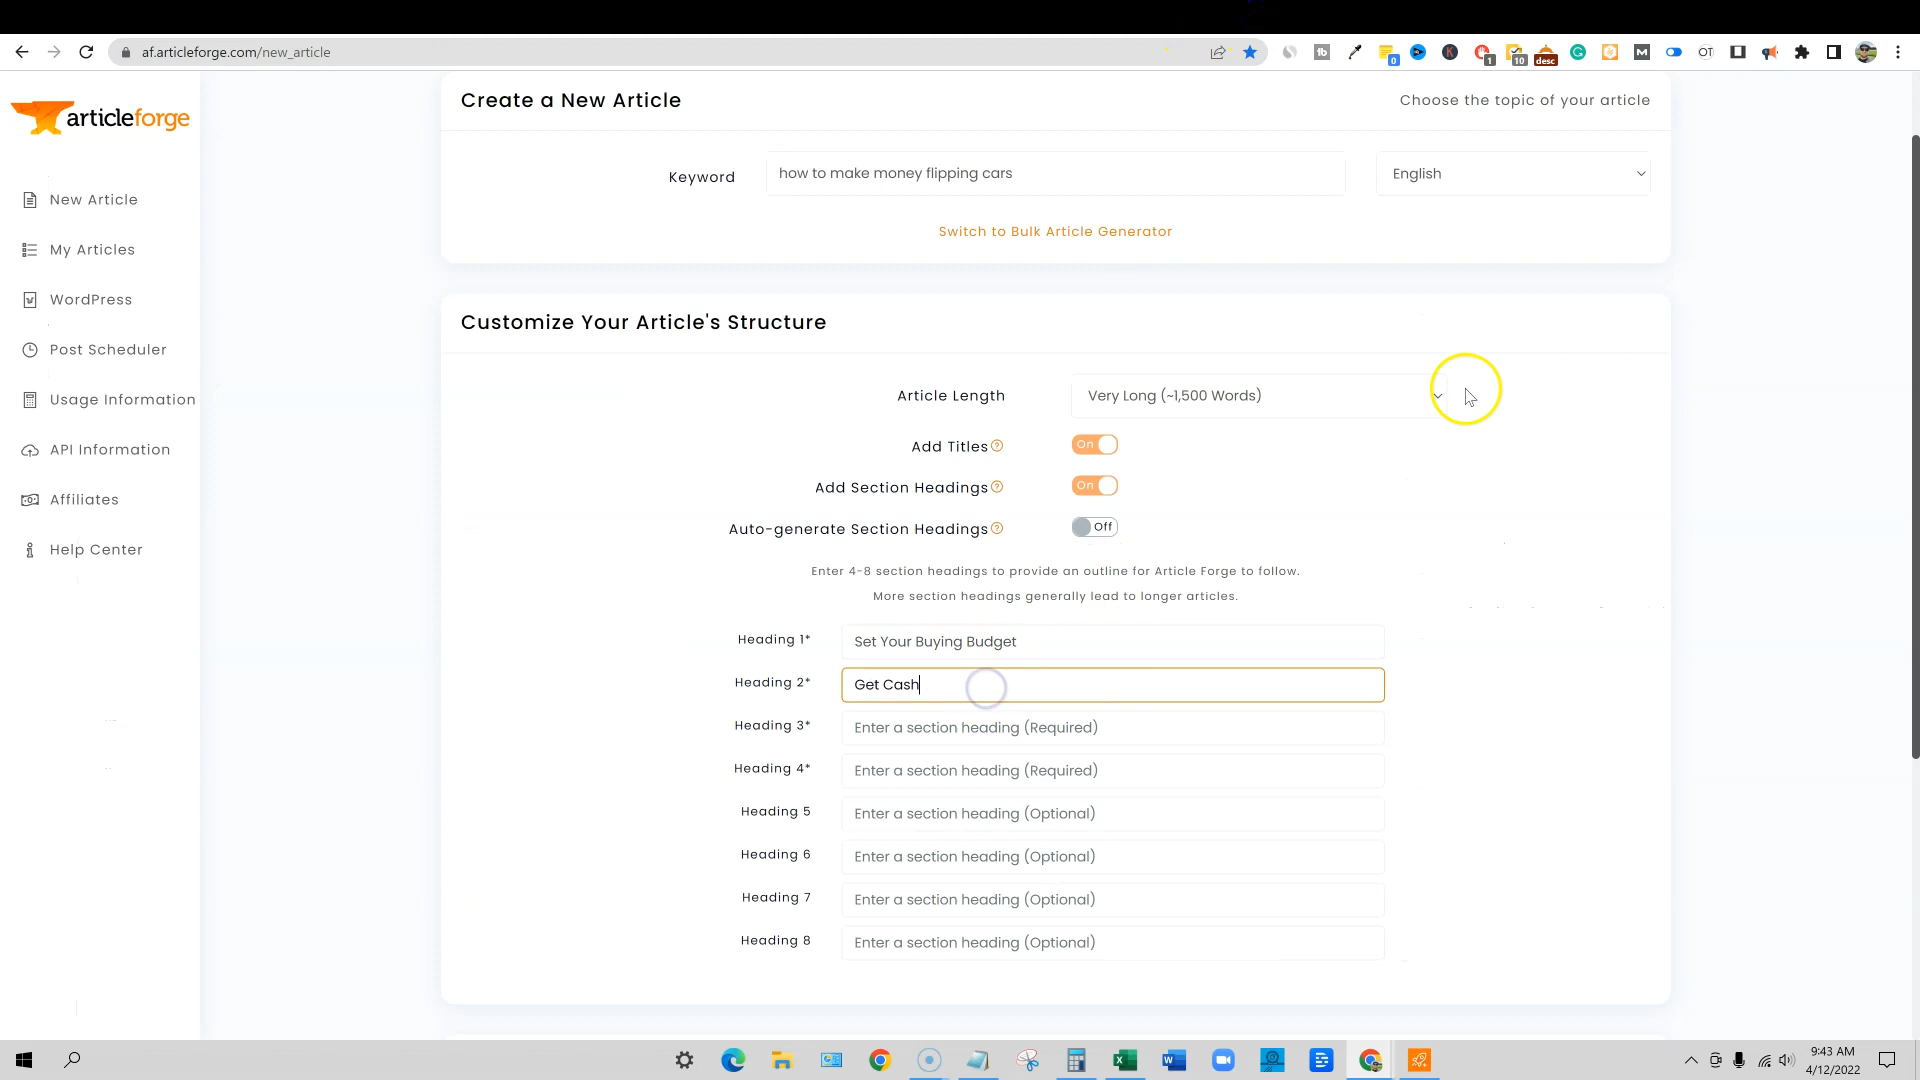 af.articleforge.com/new_article
0
1
10
desc
articleforge
New Article
My Articles
WordPress
Post Scheduler
Usage Information
API Information
Affiliates
Help Center
Create a New Article
Choose the topic of your article
Keyword
how to make money flipping cars
English
Switch to Bulk Article Generator
Customize Your Article's Structure
Article Length
Very Long (~1,500 Words)
Add Titles
On
Add Section Headings
On
Auto-generate Section Headings
Off
Enter 4-8 section headings to provide an outline for Article Forge to follow.
More section headings generally lead to longer articles.
Heading 1*
Set Your Buying Budget
Heading 2*
Get Cash
Heading 3*
Enter a section heading (Required)
Heading 4*
Enter a section heading (Required)
Heading 5
Enter a section heading (Optional)
Heading 6
Enter a section heading (Optional)
Heading 7
Enter a section heading (Optional)
Heading 8
Enter a section heading (Optional)
9:43 AM
4/12/2022